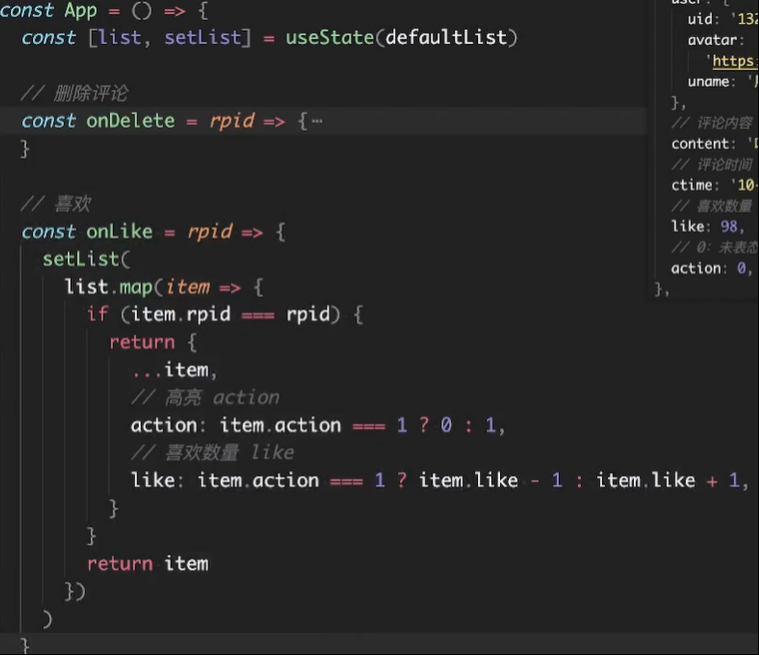 const App = () => {
const [list, setList] = useState(defaultList)
// 删除评论
const onDelete = rpid => {…
}
// 喜欢
const onLike = rpid => {
setList(
list.map(item => {
if (item.rpid === rpid) {
return {
...item,
// 高亮 action
action: item.action === 1 ? 0 : 1,
// 喜欢数量 like
like: item.action === 1 ? item.like - 1 : item.like + 1,
}
}
return item
})
)
}
user: {
uid: '132
avatar:
'https:
uname: '
},
// 评论内容
content: '
// 评论时间
ctime: '10-
// 喜欢数量
like: 98,
// 0: 未表态
action: 0,
},